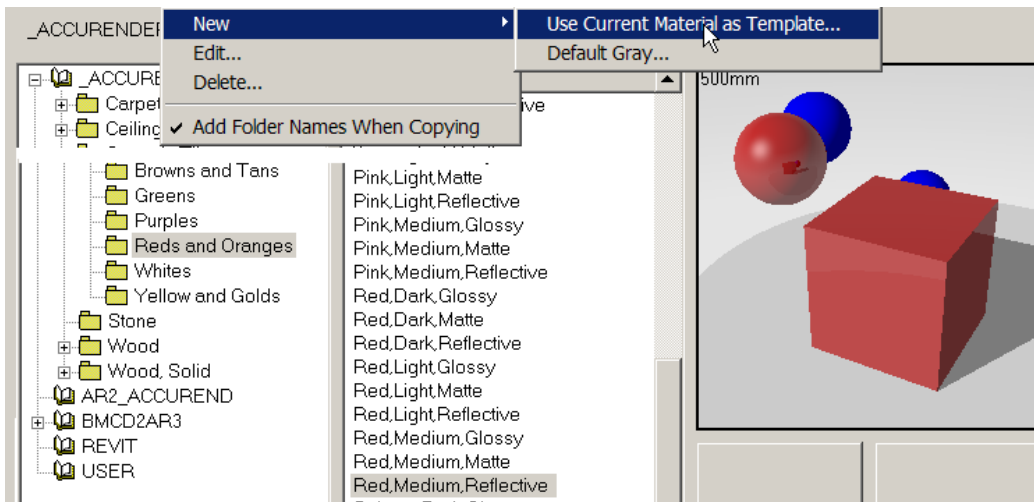 _ACCURENDER
New
Edit...
Delete...
Add Folder Names When Copying
Use Current Material as Template...
Default Gray...
_ACCURE
Carpet
Ceiling
Browns and Tans
Greens
Purples
Reds and Oranges
Whites
Yellow and Golds
Stone
Wood
Wood, Solid
AR2_ACCUREND
BMCD2AR3
REVIT
USER
Pink,Light,Matte
Pink,Light,Reflective
Pink,Medium,Glossy
Pink,Medium,Matte
Pink,Medium,Reflective
Red,Dark,Glossy
Red,Dark,Matte
Red,Dark,Reflective
Red,Light,Glossy
Red,Light,Matte
Red,Light,Reflective
Red,Medium,Glossy
Red,Medium,Matte
Red,Medium,Reflective
500mm